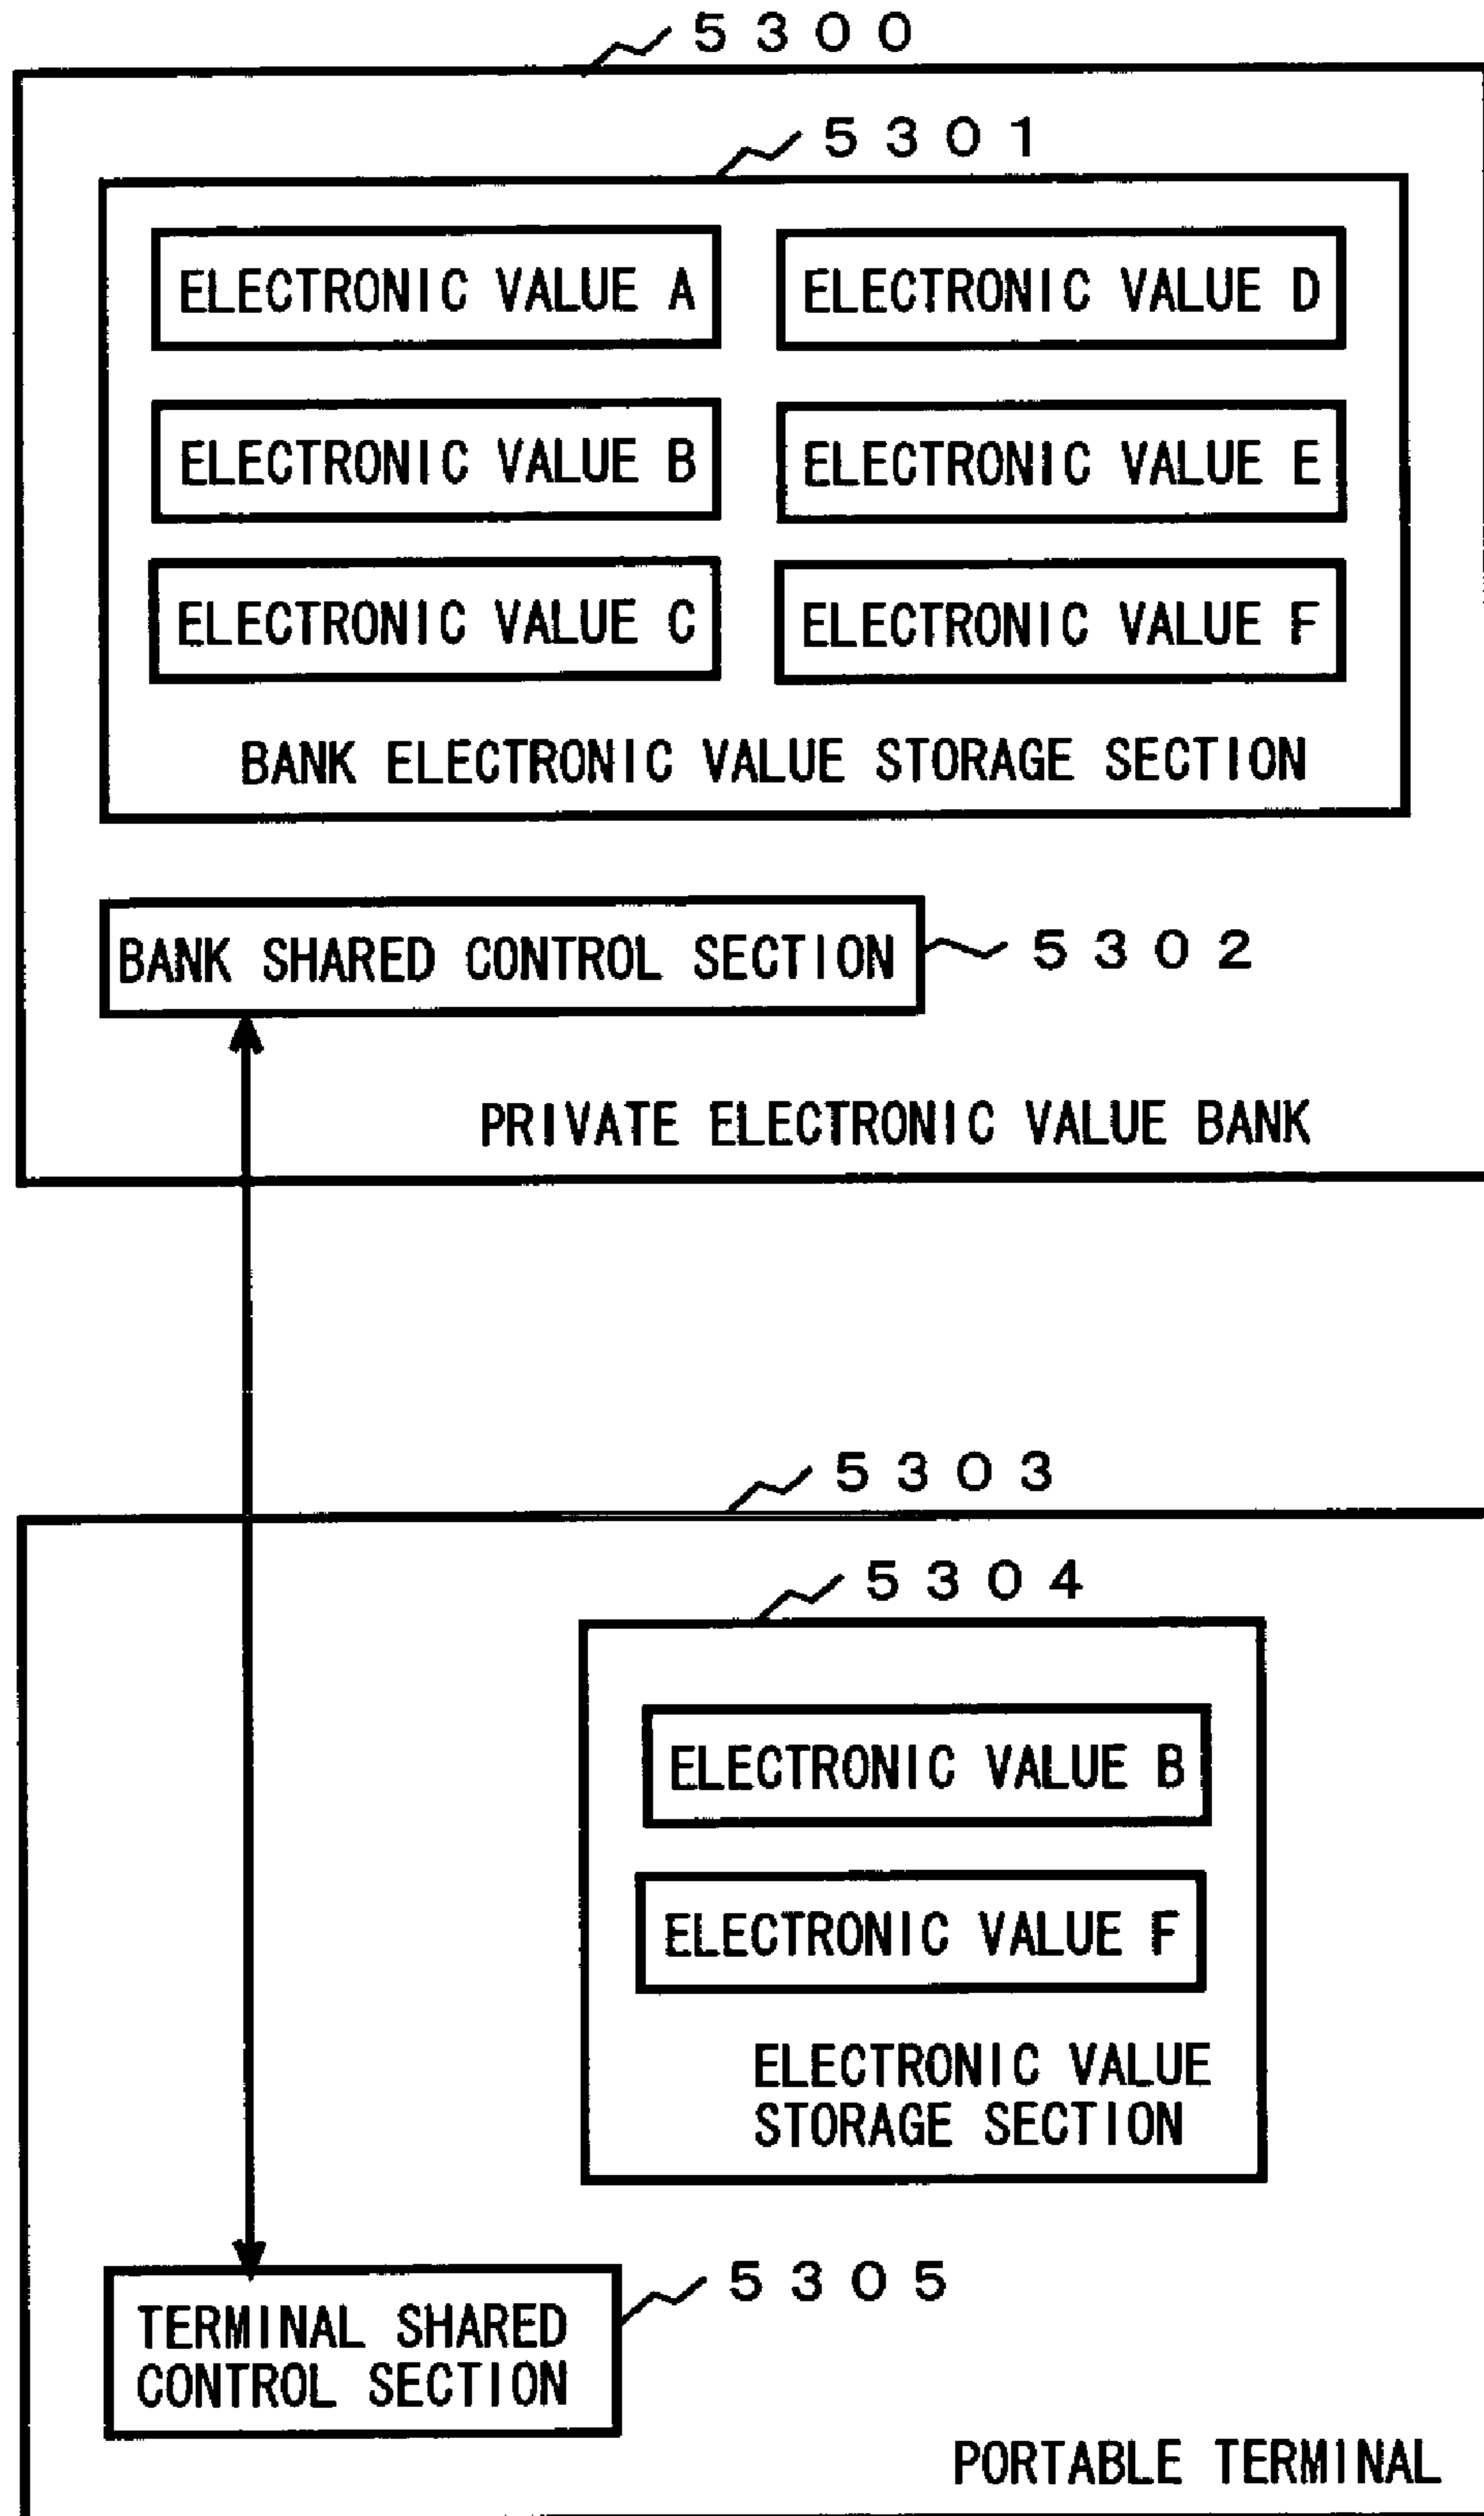 5300
5301
ELECTRONIC VALUE A
ELECTRONIC VALUE D
ELECTRONIC VALUE B
ELECTRONIC VALUE E
ELECTRONIC VALUE C
ELECTRONIC VALUE F
BANK ELECTRONIC VALUE STORAGE SECTION
BANK SHARED CONTROL SECTION
5302
PRIVATE ELECTRONIC VALUE BANK
5303
5304
ELECTRONIC VALUE B
ELECTRONIC VALUE F
ELECTRONIC VALUE
STORAGE SECTION
5305
TERMINAL SHARED
CONTROL SECTION
PORTABLE TERMINAL